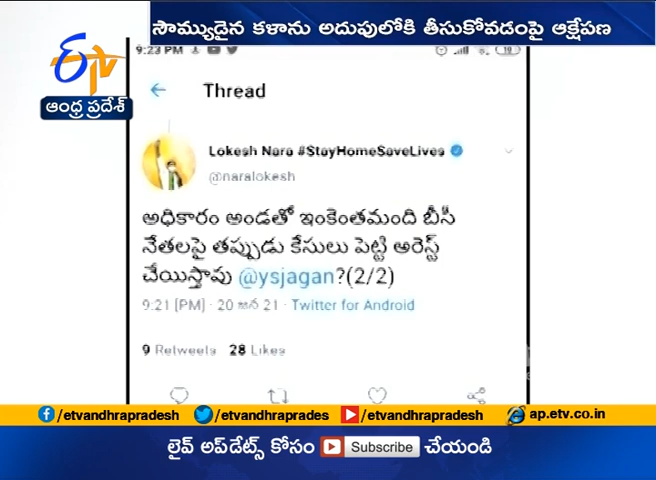 సౌమ్యుడైన కళాను అదుపులోకి తీసుకోవడంపై ఆక్షేపణ
9:23 PM
etv
ఆంధ్ర ప్రదేశ్
Thread
Lokesh Nara #StayHomeSaveLives
@naralokesh
అధికారం అండతో ఇంకెంతమంది బీసీ
నేతలపై తప్పుడు కేసులు పెట్టి అరెస్ట్
చేయిస్తావు @ysjagan?(2/2)
9:21 [PM] · 20 జన 21 · Twitter for Android
9 Retweets 28 Likes
/etvandhrapradesh /etvandhraprades /etvandhrapradesh ap.etv.co.in
లైవ్ అప్‌డేట్స్ కోసం Subscribe చేయండి